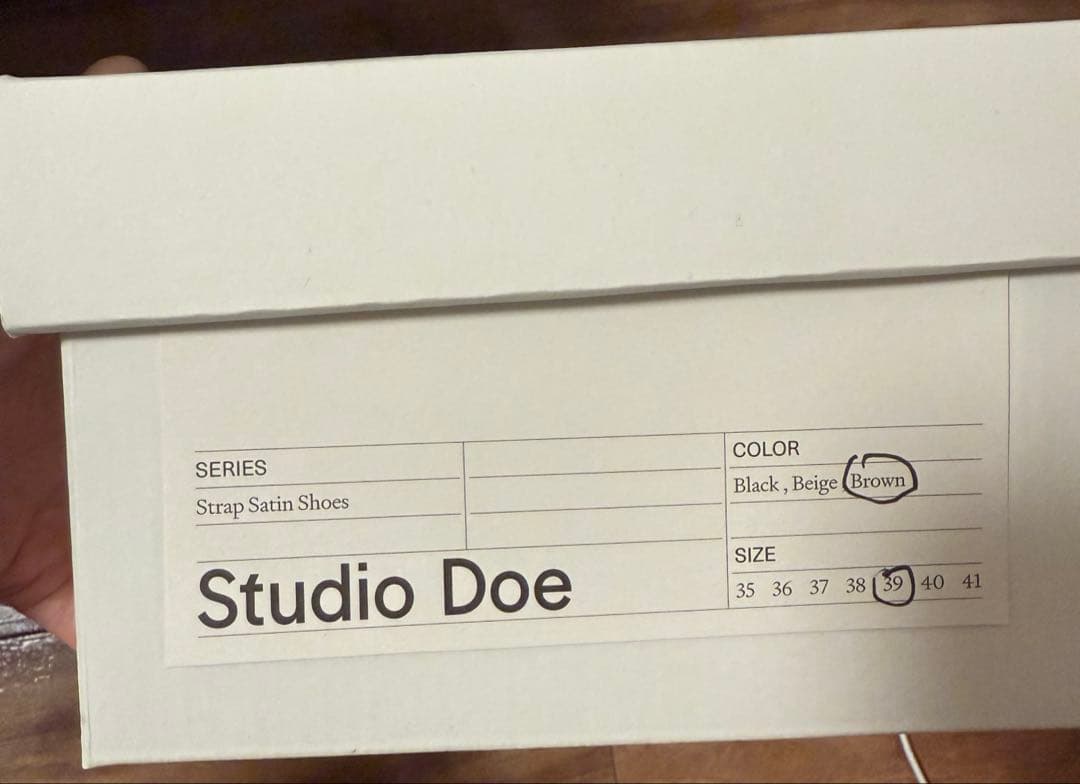 SERIES
Strap Satin Shoes
Studio Doe
COLOR
Black , Beige Brown
SIZE
35 36 37 38 39 40 41